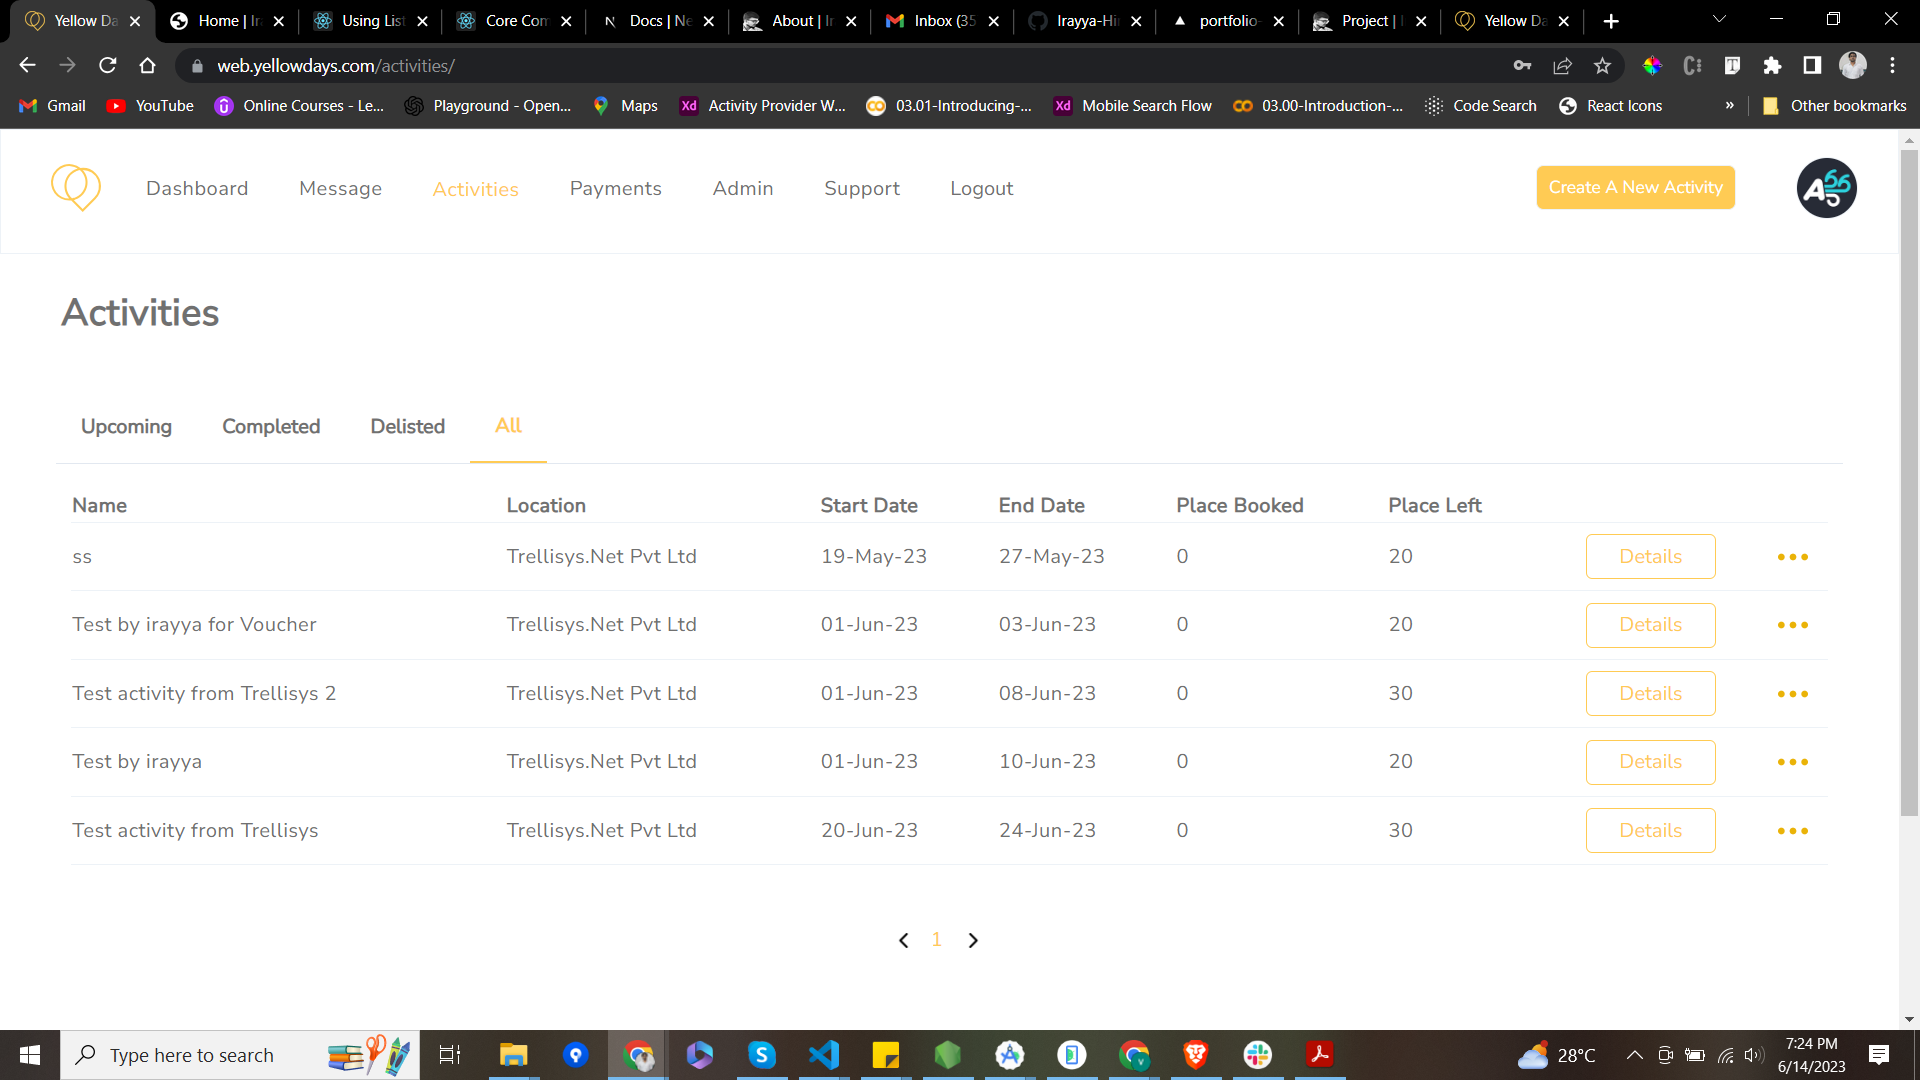 Yellow Da
Home | Ira
Using List
Core Com
Docs | Ne
About | Ir
Inbox (35
Irayya-Hir
portfolio-
Project | I
Yellow Da
web.yellowdays.com/activities/
Gmail
YouTube
Online Courses - Le...
Playground - Open...
Maps
Activity Provider W...
03.01-Introducing-...
Mobile Search Flow
03.00-Introduction-...
Code Search
React Icons
»
Other bookmarks
Dashboard
Message
Activities
Payments
Admin
Support
Logout
Create A New Activity
Activities
Upcoming
Completed
Delisted
All
Name Location Start Date End Date Place Booked Place Left
ss Trellisys.Net Pvt Ltd 19-May-23 27-May-23 0 20 Details
Test by irayya for Voucher Trellisys.Net Pvt Ltd 01-Jun-23 03-Jun-23 0 20 Details
Test activity from Trellisys 2 Trellisys.Net Pvt Ltd 01-Jun-23 08-Jun-23 0 30 Details
Test by irayya Trellisys.Net Pvt Ltd 01-Jun-23 10-Jun-23 0 20 Details
Test activity from Trellisys Trellisys.Net Pvt Ltd 20-Jun-23 24-Jun-23 0 30 Details
1
Type here to search
28°C
7:24 PM
6/14/2023